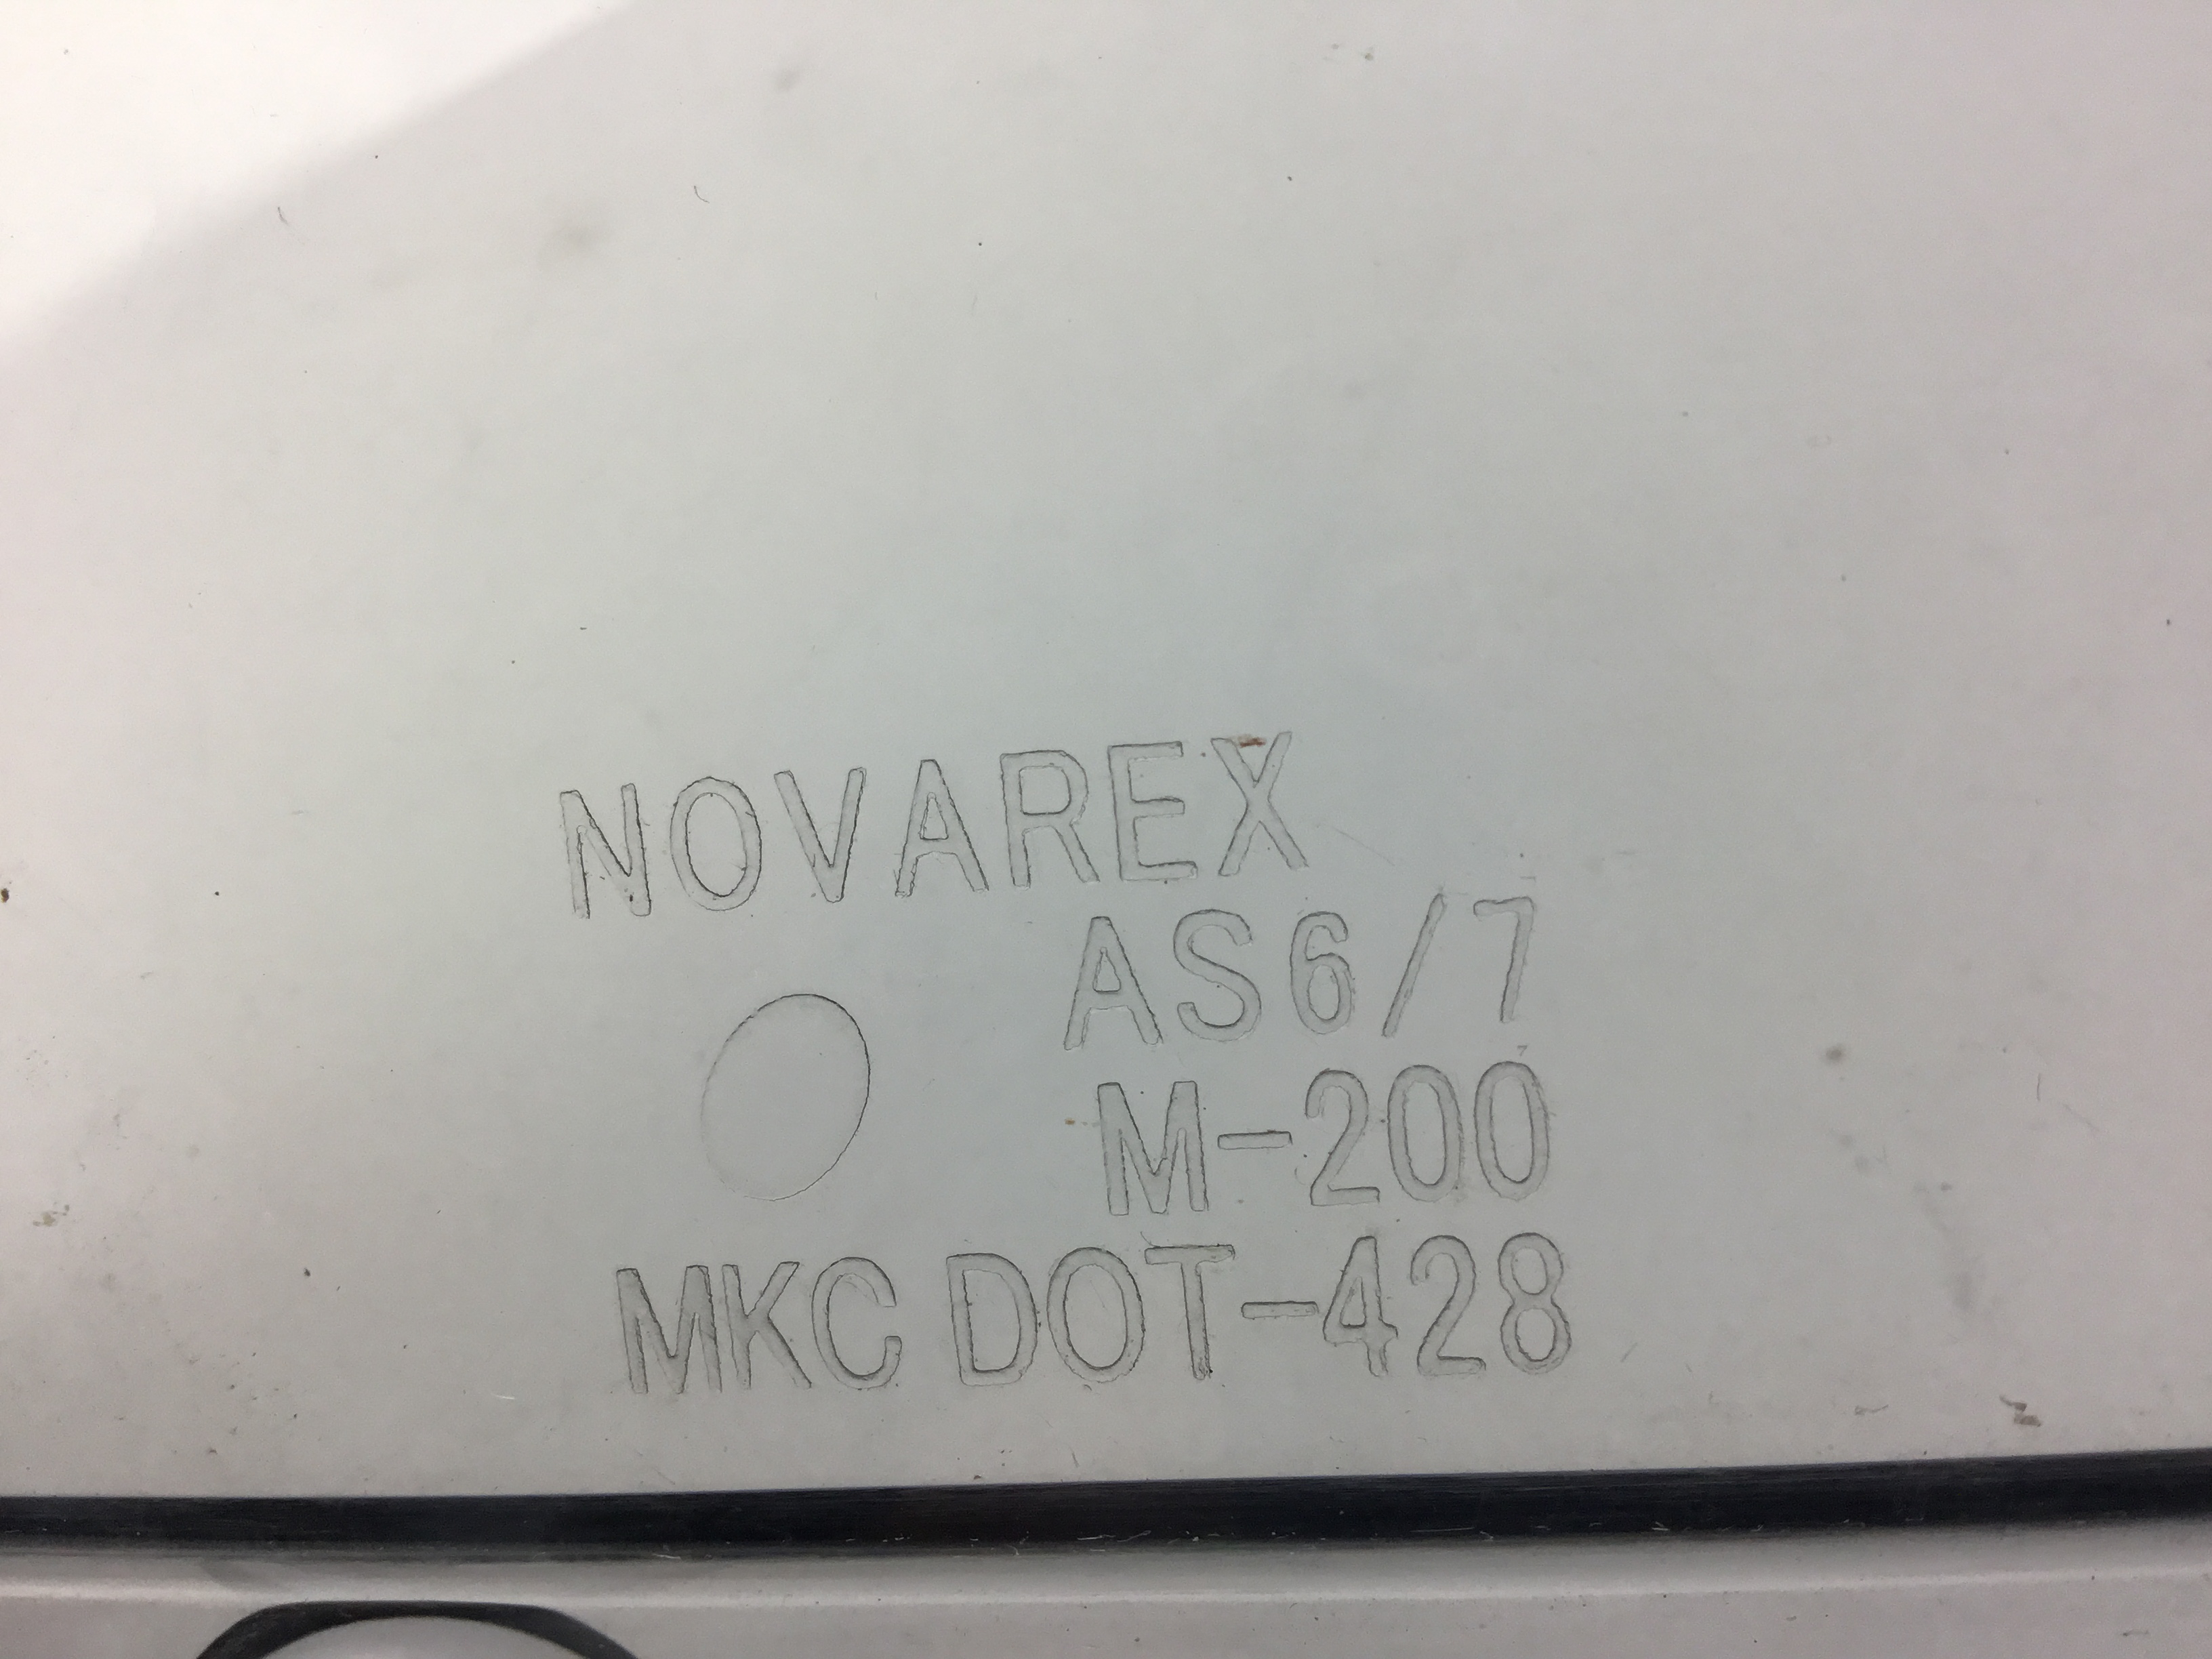 NOVAREX
AS6/7
M-200
MKC DOT-428